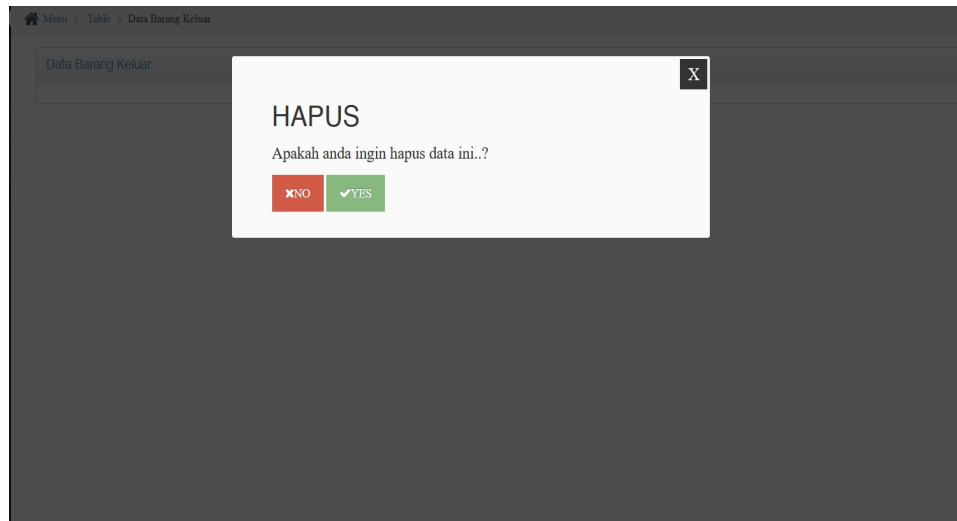 Menu > Table > Data Barang Keluar
Data Barang Keluar
X
HAPUS
Apakah anda ingin hapus data ini..?
✖NO ✔YES